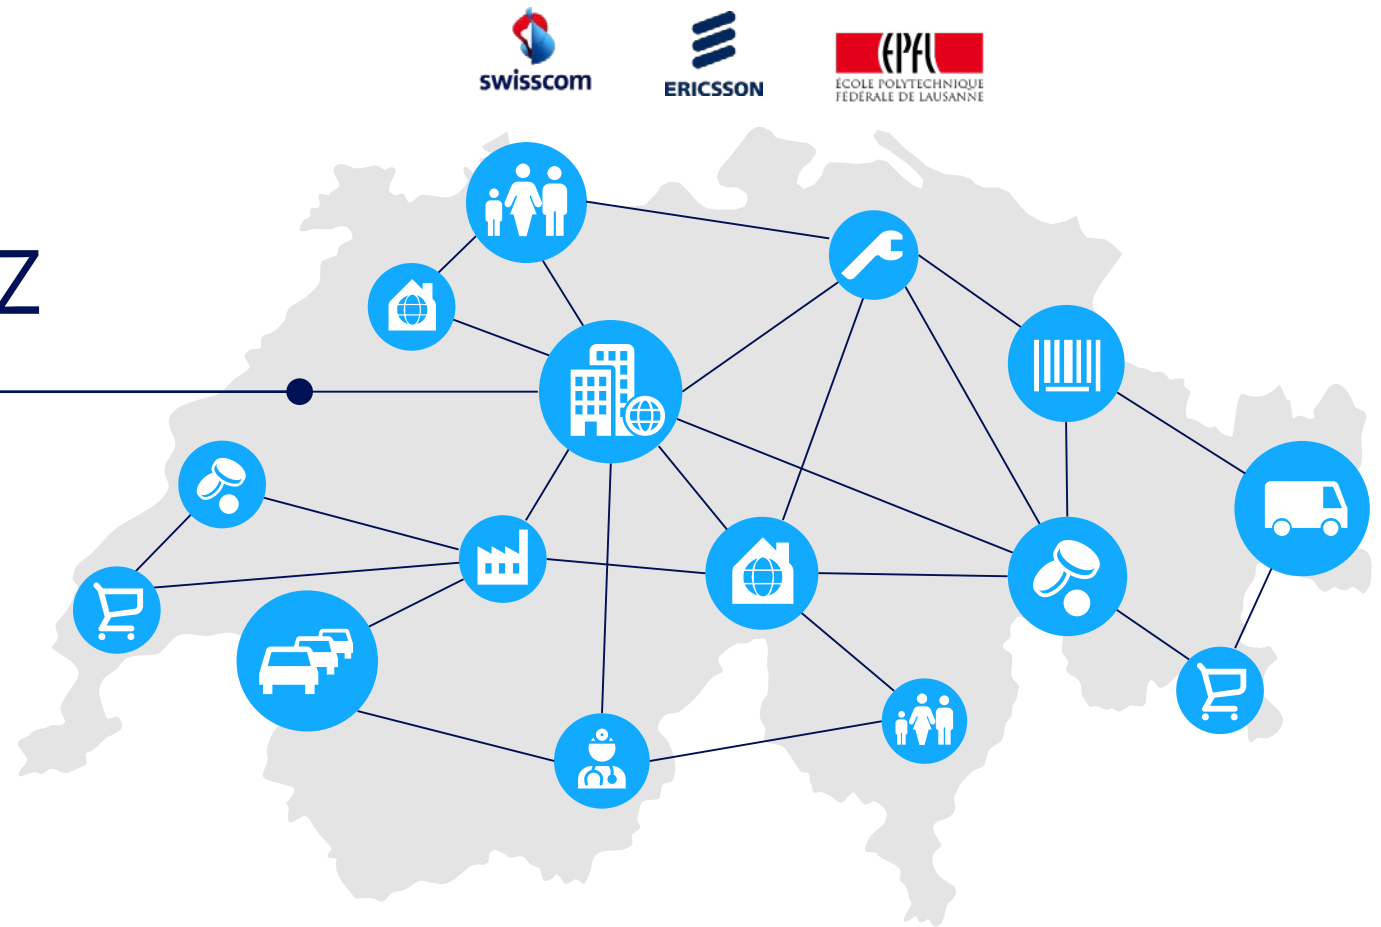 swisscom
ERICSSON
EPFL
ÉCOLE POLYTECHNIQUE
FÉDÉRALE DE LAUSANNE
Z